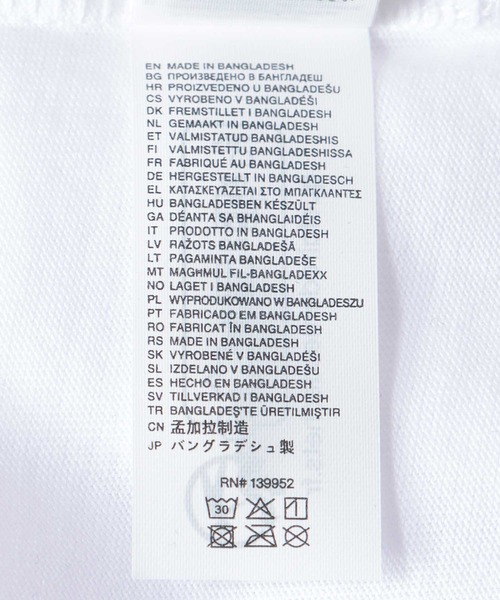 EN MADE IN BANGLADESH
BG ПРОИЗВЕДЕНО В БАНГЛАДЕШ
HR PROIZVEDENO U BANGLADEŠU
CS VYROBENO V BANGLADÉŠI
DK FREMSTILLET I BANGLADESH
NL GEMAAKT IN BANGLADESH
ET VALMISTATUD BANGLADESHIS
FI VALMISTETTU BANGLADESHISSA
FR FABRIQUÉ AU BANGLADESH
DE HERGESTELLT IN BANGLADESCH
EL ΚΑΤΑΣΚΕΥΆΖΕΤΑΙ ΣΤΟ ΜΠΑΓΚΛΑΝΤΈΣ
HU BANGLADESBEN KÉSZÜLT
GA DÉANTA SA BHANGLAIDÉIS
IT PRODOTTO IN BANGLADESH
LV RAŽOTS BANGLADEŠĀ
LT PAGAMINTA BANGLADEŠE
MT MAGĦMUL FIL-BANGLADEXX
NO LAGET I BANGLADESH
PL WYPRODUKOWANO W BANGLADESZU
PT FABRICADO EM BANGLADESH
RO FABRICAT ÎN BANGLADESH
RS MADE IN BANGLADESH
SK VYROBENÉ V BANGLADÉŠI
SL IZDELANO V BANGLADEŠU
ES HECHO EN BANGLADESH
SV TILLVERKAD I BANGLADESH
TR BANGLADEŞ'TE ÜRETILMIŞTIR
CN 孟加拉制造
JP バングラデシュ製
RN# 139952
30